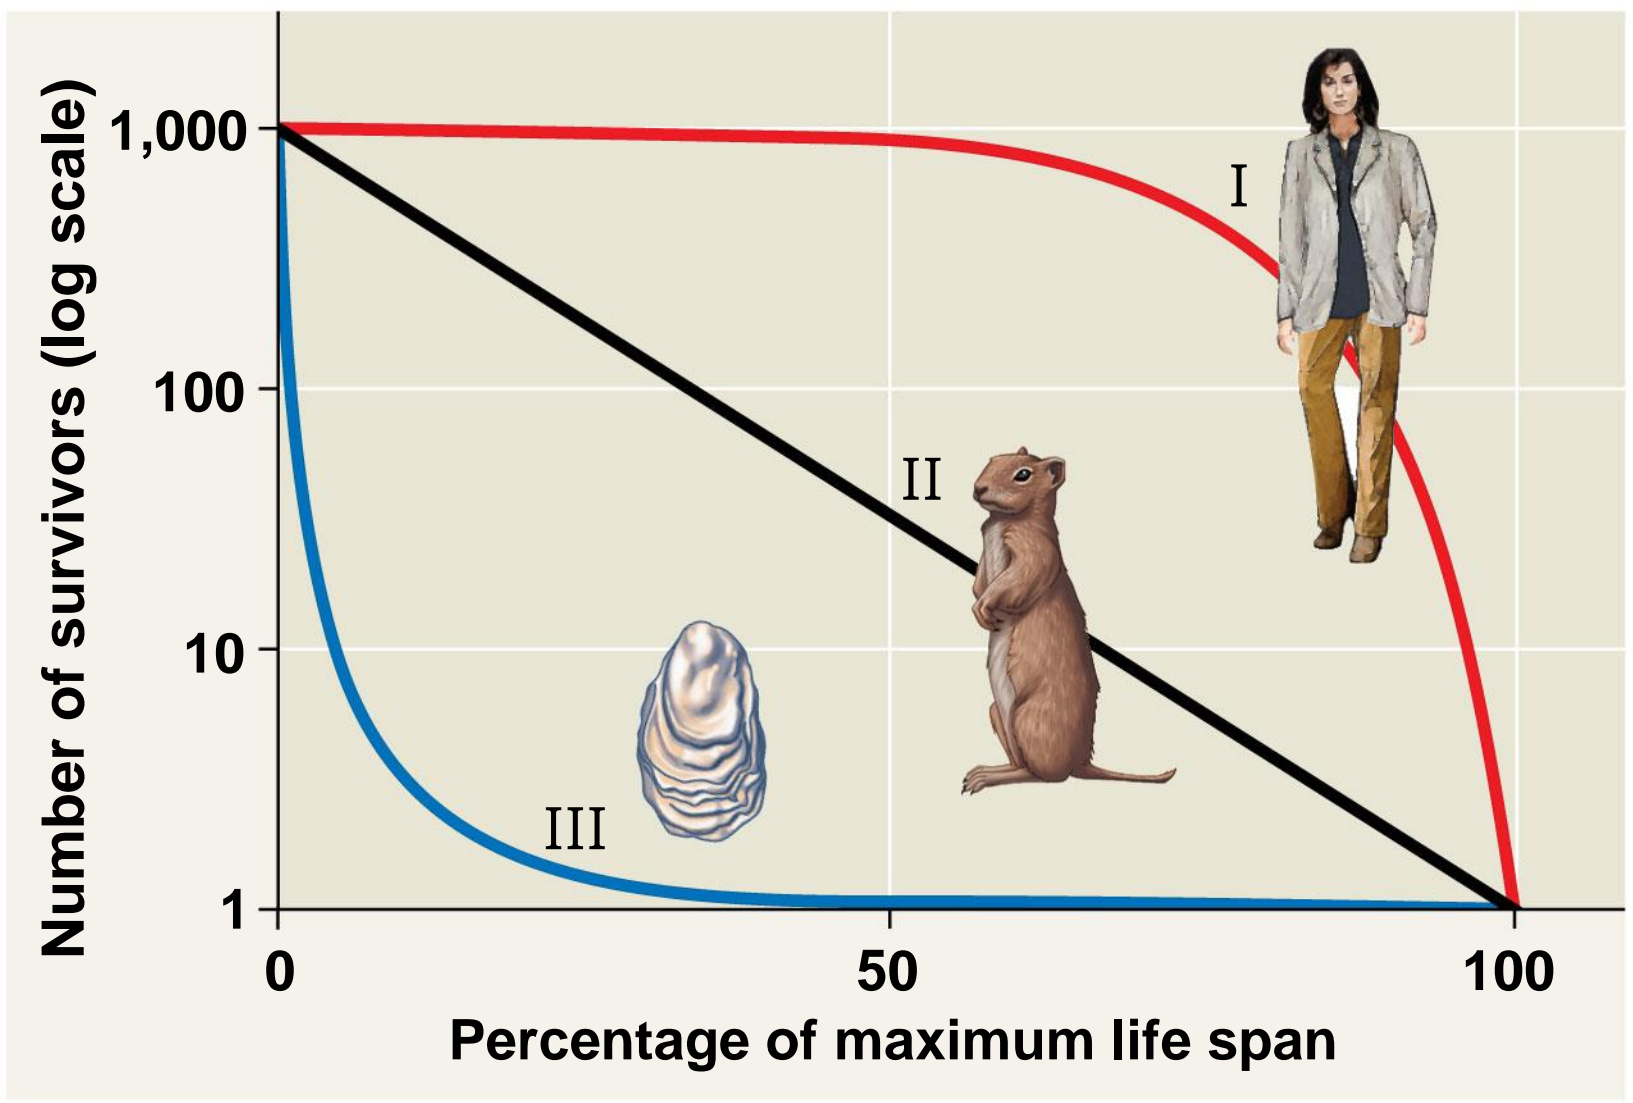 Number of survivors (log scale)
1,000
100
10
1
I
II
III
0
50
100
Percentage of maximum life span